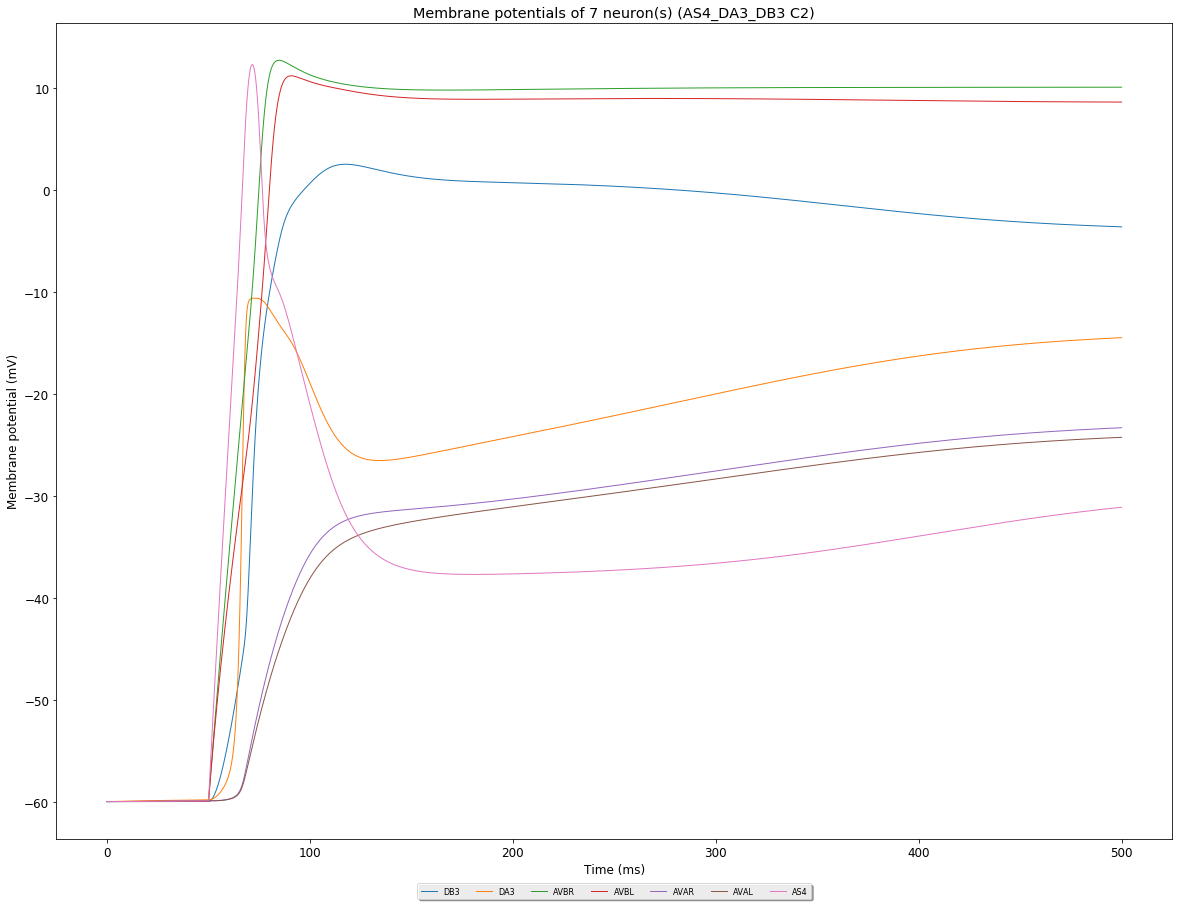 Membrane potentials of 7 neuron(s) (AS4_DA3_DB3 C2)
10
0
−10
−20
−30
−40
−50
−60
Membrane potential (mV)
0 100 200 300 400 500
Time (ms)
DB3 DA3 AVBR AVBL AVAR AVAL AS4